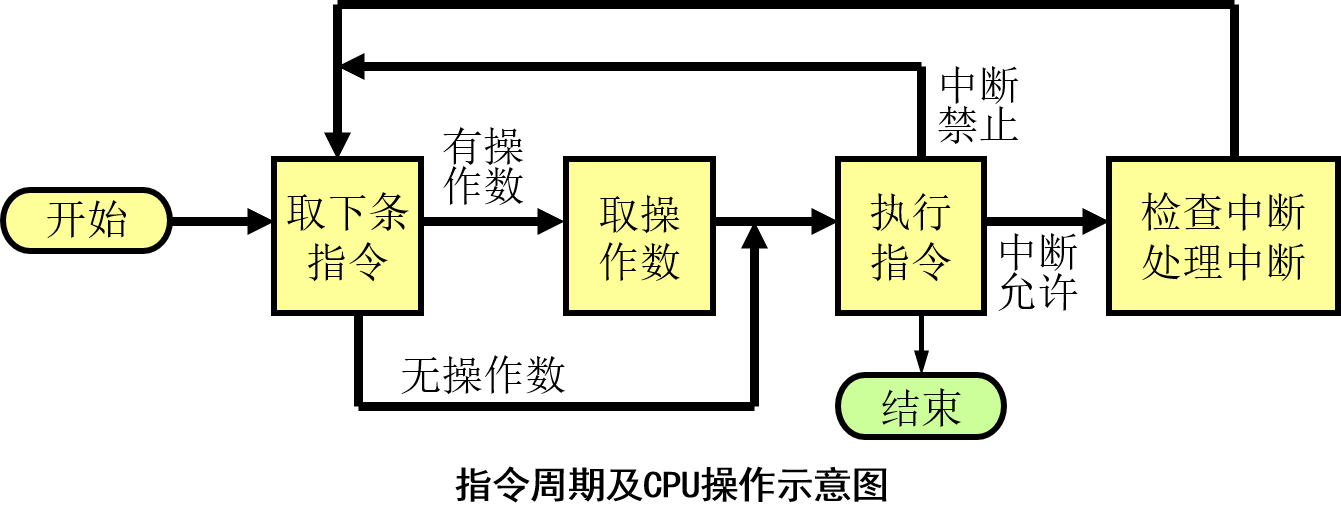 中断
禁止
有操
作数
开始
取下条
指令
取操
作数
执行
指令
中断
允许
检查中断
处理中断
无操作数
结束
指令周期及CPU操作示意图